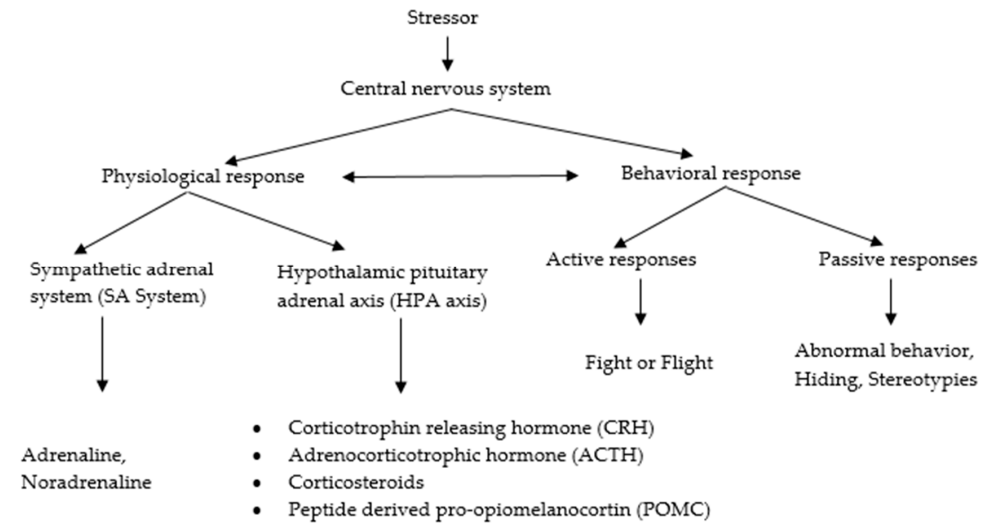 Stressor
Central nervous system
Physiological response
Behavioral response
Sympathetic adrenal
system (SA System)
Hypothalamic pituitary
adrenal axis (HPA axis)
Active responses
Passive responses
Fight or Flight
Abnormal behavior,
Hiding, Stereotypies
Adrenaline,
Noradrenaline
• Corticotrophin releasing hormone (CRH)
• Adrenocorticotrophic hormone (ACTH)
• Corticosteroids
• Peptide derived pro-opiomelanocortin (POMC)